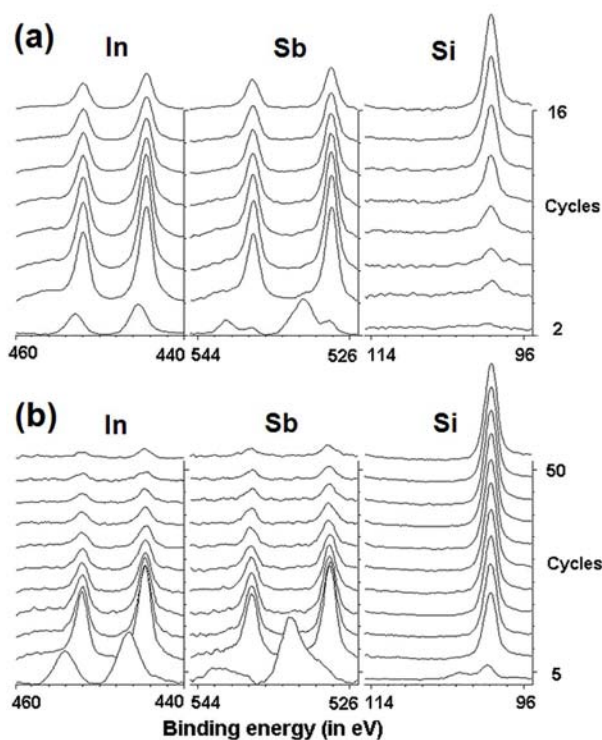 (a)
In Sb Si
16
Cycles
2
460 440 544 526 114 96
(b)
In Sb Si
50
Cycles
5
460 440 544 526 114 96
Binding energy (in eV)